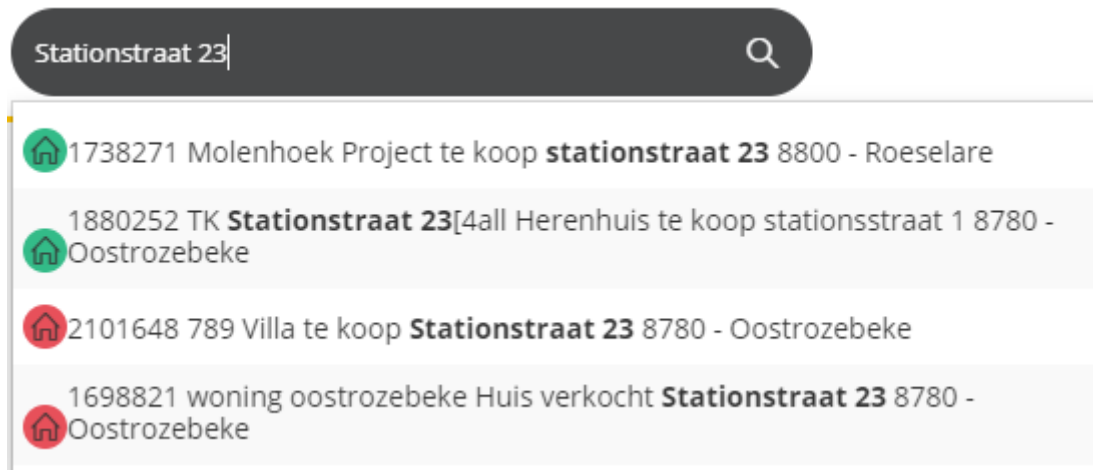 Stationstraat 23
1738271 Molenhoek Project te koop stationstraat 23 8800 - Roeselare
1880252 TK Stationstraat 23[4all Herenhuis te koop stationsstraat 1 8780 -
Oostrozebeke
2101648 789 Villa te koop Stationstraat 23 8780 - Oostrozebeke
1698821 woning oostrozebeke Huis verkocht Stationstraat 23 8780 -
Oostrozebeke